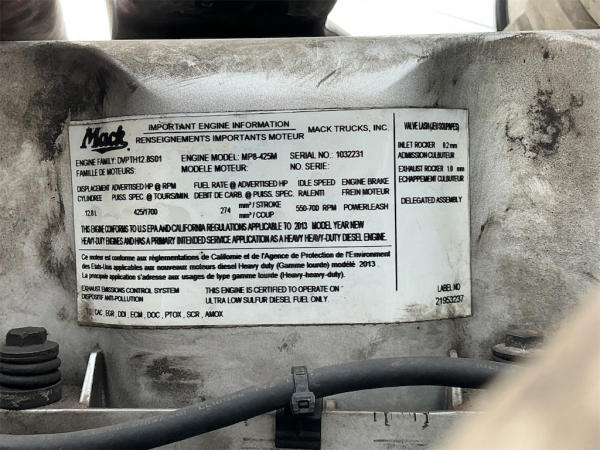 Mack
IMPORTANT ENGINE INFORMATION
RENSEIGNEMENTS IMPORTANTS MOTEUR
MACK TRUCKS, INC.
ENGINE FAMILY: DVPTH12.8S01 ENGINE MODEL: MP8-425M SERIAL NO.: 1032231
FAMILLE DE MOTEURS: MODELE MOTEUR: NO. SERIE:
DISPLACEMENT ADVERTISED HP @ RPM FUEL RATE @ ADVERTISED HP IDLE SPEED ENGINE BRAKE
CYLINDREE PUISS. SPEC @ TOURS/MIN. DEBIT DE CARB. @ PUISS. SPEC. RALENTI FREIN MOTEUR
12.8 L 425/1700 274 mm³ / STROKE 550-700 RPM POWERLEASH
mm³ / COUP
THIS ENGINE CONFORMS TO U.S EPA AND CALIFORNIA REGULATIONS APPLICABLE TO 2013 MODEL YEAR NEW
HEAVY-DUTY ENGINES AND HAS A PRIMARY INTENDED SERVICE APPLICATION AS A HEAVY HEAVY-DUTY DIESEL ENGINE.
Ce moteur est conforme aux réglementations de Californie et de l'Agence de Protection de l'Environment
des Etats-Unis applicables aux nouveaux moteurs diesel Heavy duty (Gamme lourde) modélé 2013 .
La principale application s'adresse aux usages de type gamme lourde (Heavy-heavy-duty).
EXHAUST EMISSIONS CONTROL SYSTEM THIS ENGINE IS CERTIFIED TO OPERATE ON
DISPOSITIF ANTI-POLLUTION ULTRA LOW SULFUR DIESEL FUEL ONLY.
CAC, EGR, DDI, ECM, DOC, PTOX, SCR, AMOX
VALVE LASH (JEU SOUPAPES)
INLET ROCKER 0.2 mm
ADMISSION CULBUTEUR
EXHAUST ROCKER 1.0 mm
ECHAPPEMENT CULBUTEUR
DELEGATED ASSEMBLY
LABEL NO
21953237